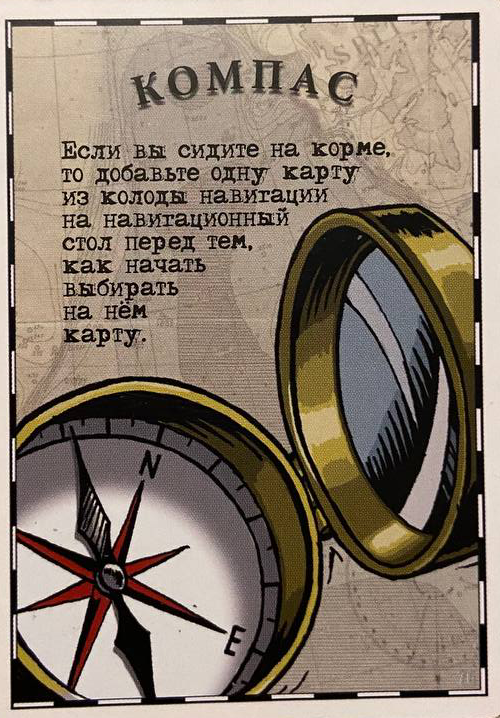 КОМПАС
Если вы сидите на корме,
то добавьте одну карту
из колоды навигации
на навигационный
стол перед тем,
как начать
выбирать
на нём
карту.
N
E